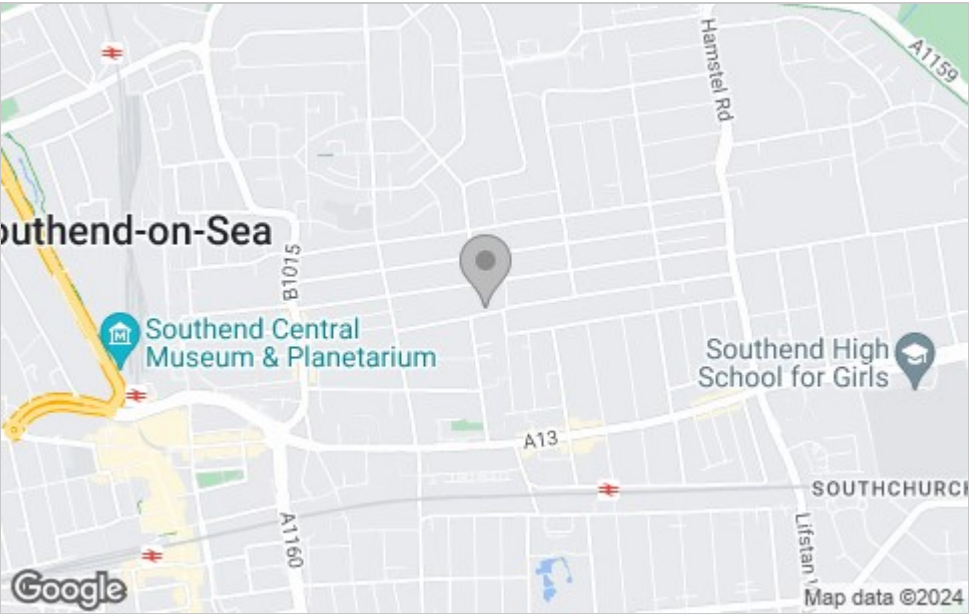 Hamstel Rd
A1159
outhend-on-Sea
B1015
Southend Central
Museum & Planetarium
Southend High
School for Girls
A13
SOUTHCHURCH
A1160
Lifstan
Google
Map data ©2024